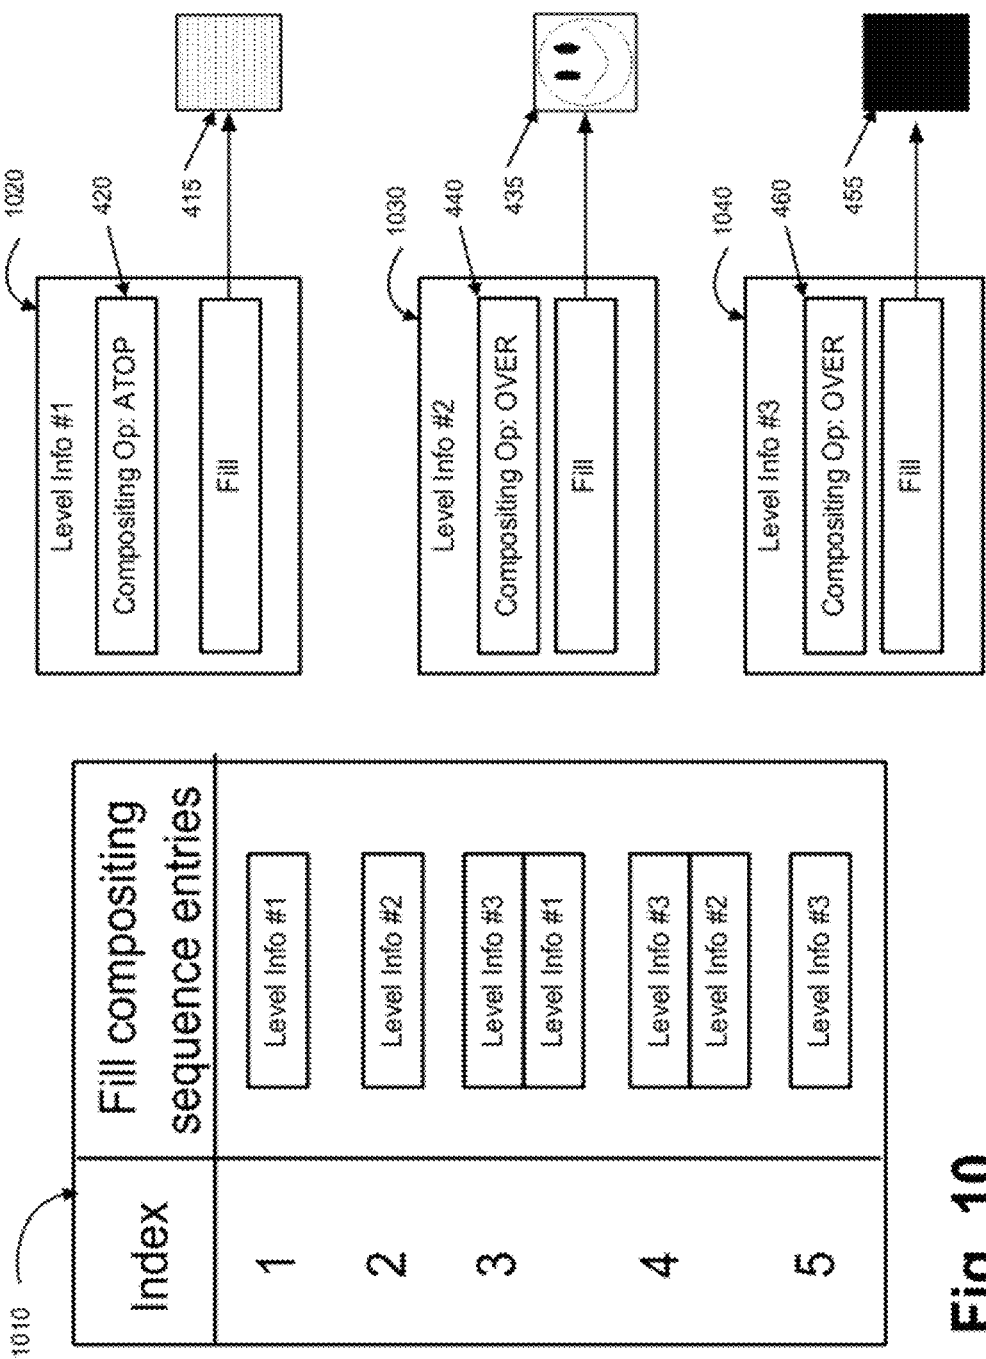 1010
Index
Fill compositing
sequence entries
1
Level Info #1
2
Level Info #2
3
Level Info #3
Level Info #1
4
Level Info #3
Level Info #2
5
Level Info #3
1020
Level Info #1
Compositing Op: ATOP
420
Fill
415
1030
Level Info #2
Compositing Op: OVER
440
Fill
435
1040
Level Info #3
Compositing Op: OVER
460
Fill
455
Fig. 10